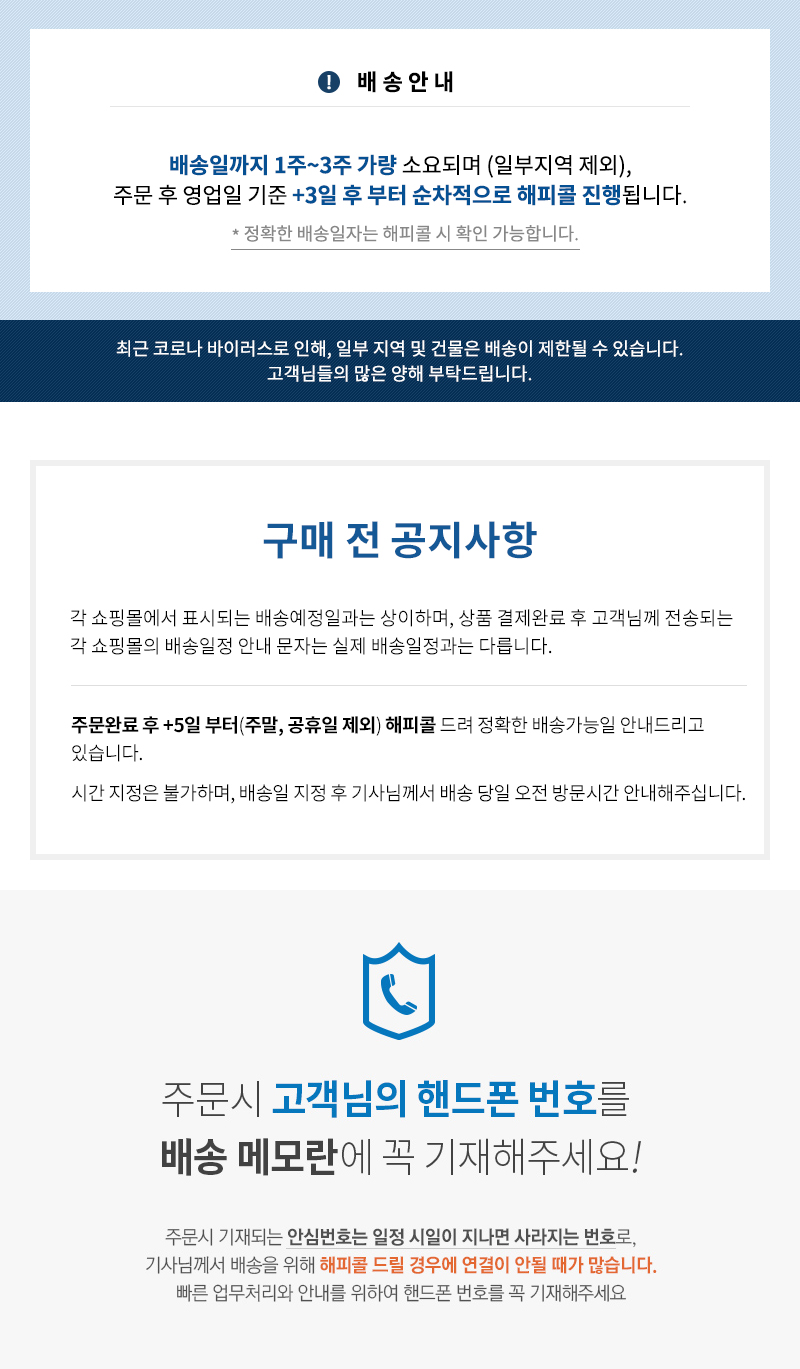 배송안내
배송일까지 1주~3주 가량 소요되며 (일부지역 제외),
주문 후 영업일 기준 +3일 후 부터 순차적으로 해피콜 진행됩니다.
* 정확한 배송일자는 해피콜 시 확인 가능합니다.
최근 코로나 바이러스로 인해, 일부 지역 및 건물은 배송이 제한될 수 있습니다.
고객님들의 많은 양해 부탁드립니다.
구매 전 공지사항
각 쇼핑몰에서 표시되는 배송예정일과는 상이하며, 상품 결제완료 후 고객님께 전송되는
각 쇼핑몰의 배송일정 안내 문자는 실제 배송일정과는 다릅니다.
주문완료 후 +5일 부터(주말, 공휴일 제외) 해피콜 드려 정확한 배송가능일 안내드리고
있습니다.
시간 지정은 불가하며, 배송일 지정 후 기사님께서 배송 당일 오전 방문시간 안내해주십니다.
주문시 고객님의 핸드폰 번호를
배송 메모란에 꼭 기재해주세요!
주문시 기재되는 안심번호는 일정 시일이 지나면 사라지는 번호로,
기사님께서 배송을 위해 해피콜 드릴 경우에 연결이 안될 때가 많습니다.
빠른 업무처리와 안내를 위하여 핸드폰 번호를 꼭 기재해주세요